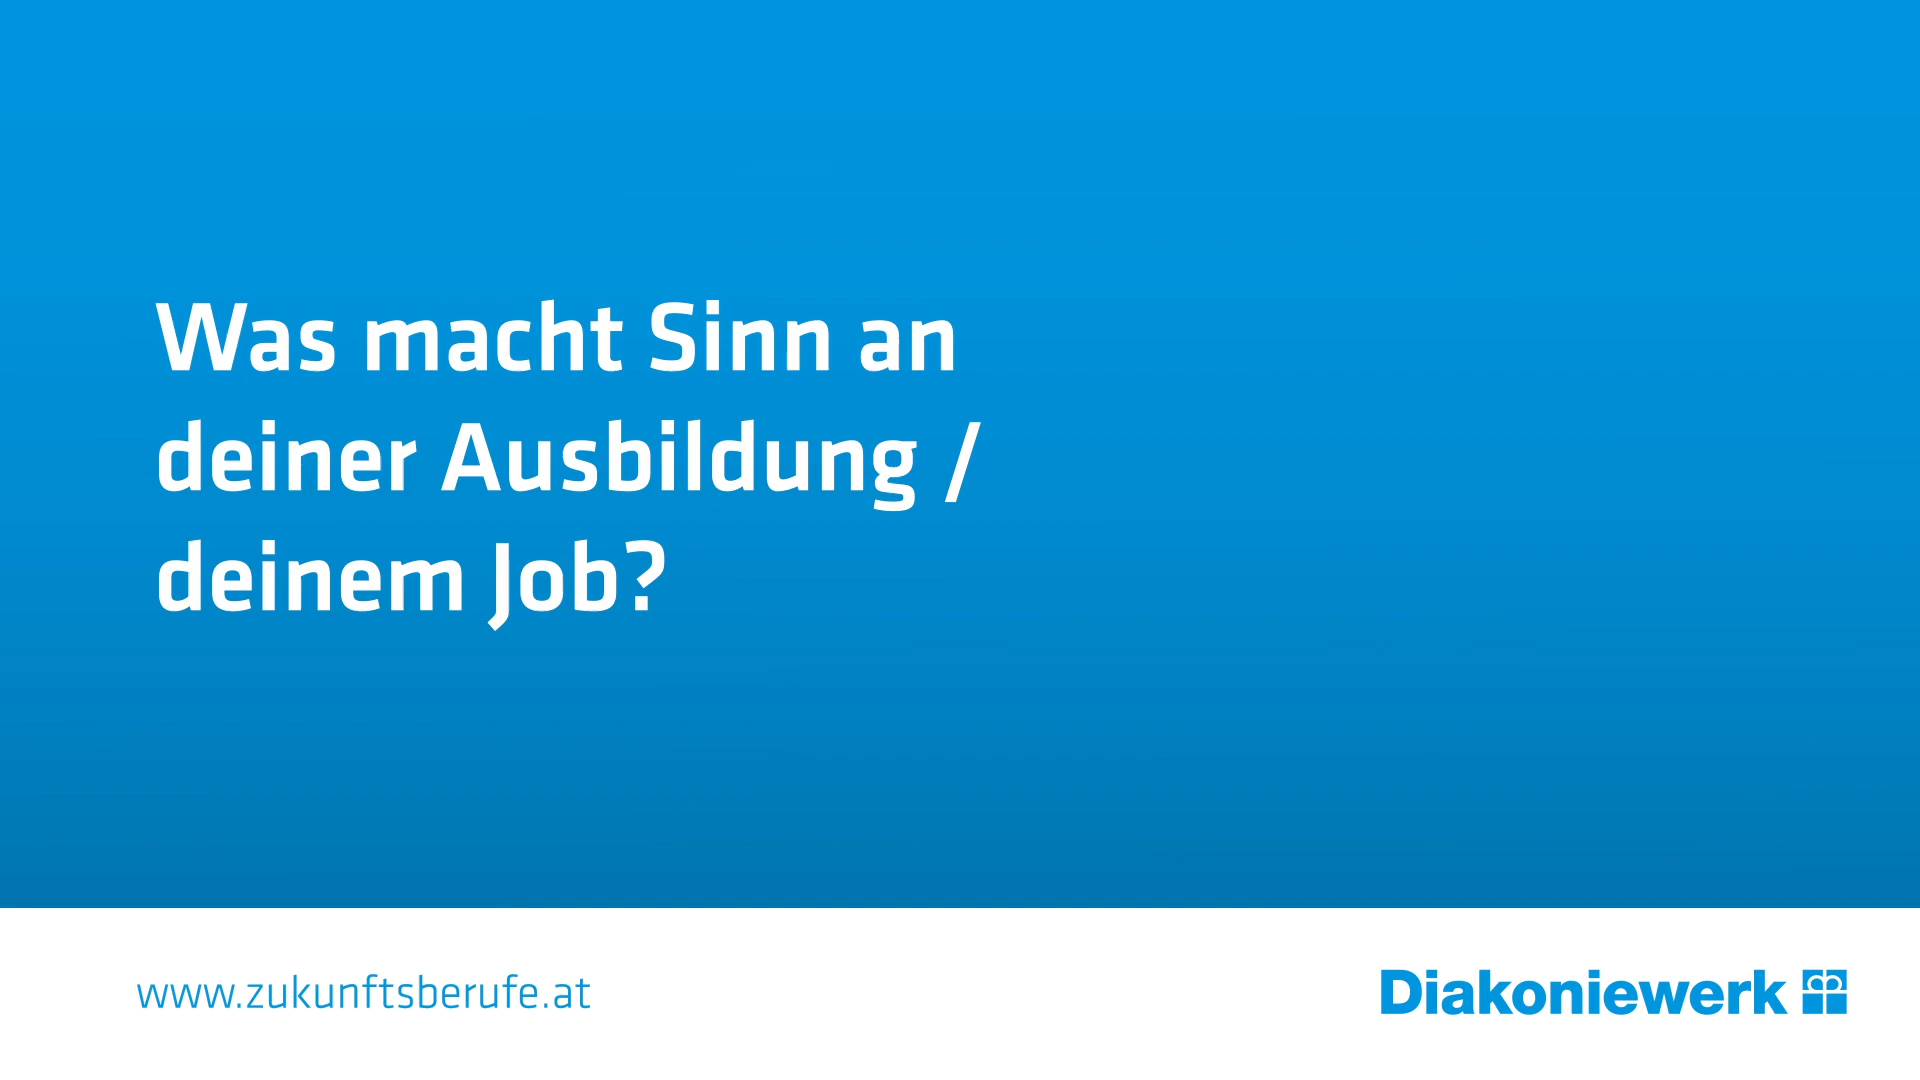 Was macht Sinn an
deiner Ausbildung /
deinem Job?
www.zukunftsberufe.at
Diakoniewerk